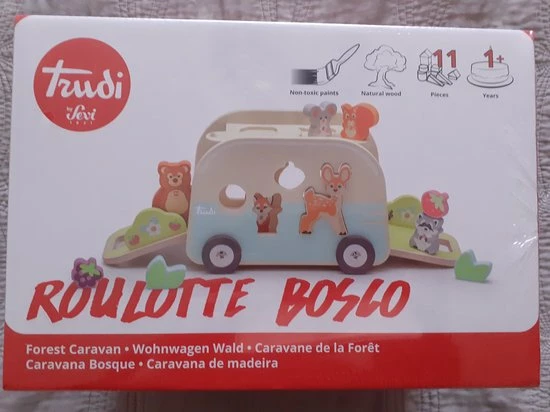 Trudi
by Sevi
1831
Non-toxic paints
Natural wood
11
Pieces
1+
Years
trudi
ROULOTTE BOSCO
Forest Caravan • Wohnwagen Wald • Caravane de la Forêt
Caravana Bosque • Caravana de madeira